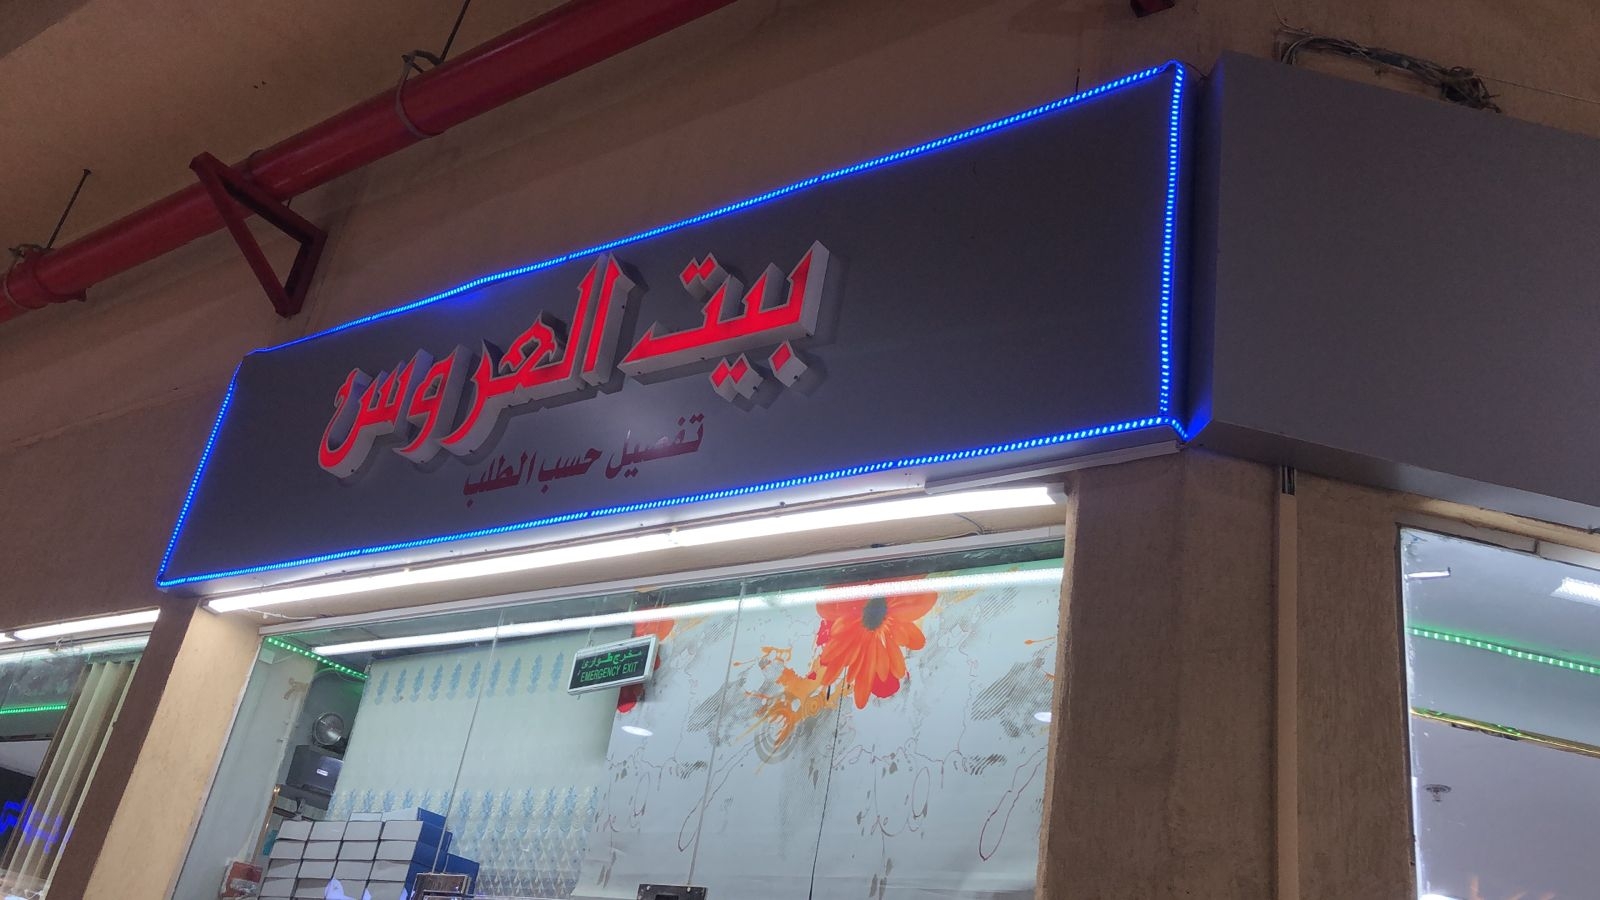 بيت العروس
تفصيل حسب الطلب
مخرج طوارئ
EMERGENCY EXIT